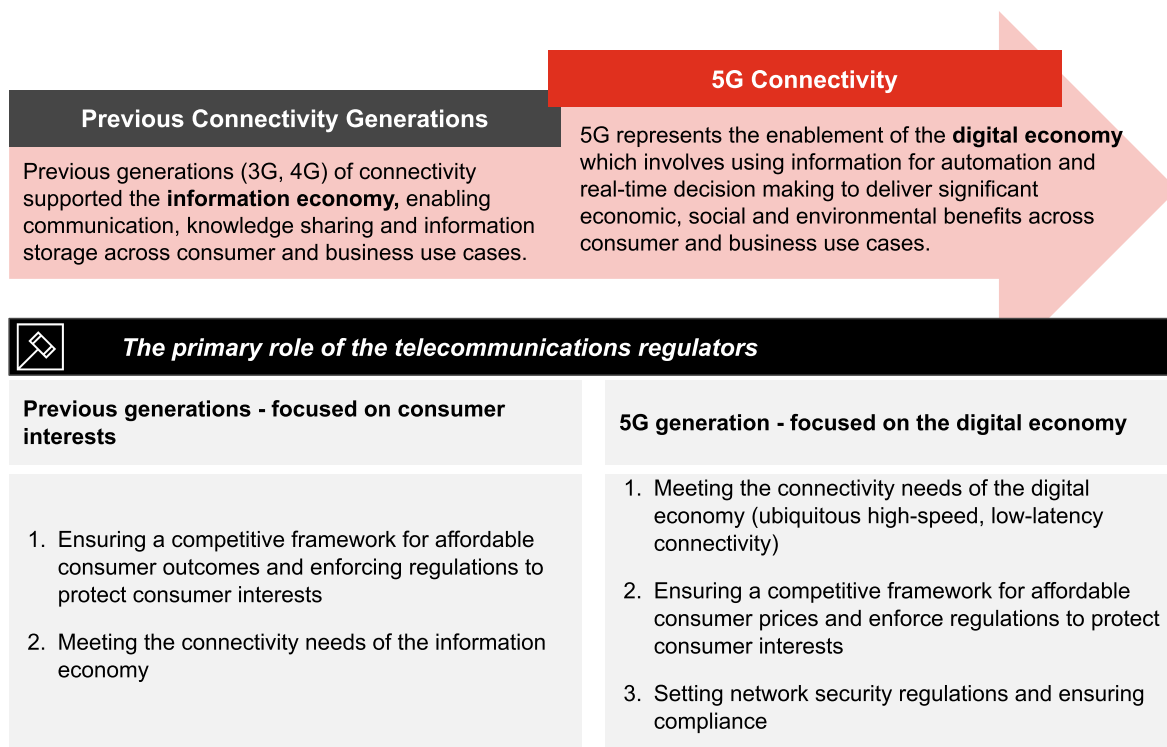 Previous Connectivity Generations
Previous generations (3G, 4G) of connectivity
supported the information economy, enabling
communication, knowledge sharing and information
storage across consumer and business use cases.
5G Connectivity
5G represents the enablement of the digital economy
which involves using information for automation and
real-time decision making to deliver significant
economic, social and environmental benefits across
consumer and business use cases.
The primary role of the telecommunications regulators
Previous generations - focused on consumer
interests
1. Ensuring a competitive framework for affordable
consumer outcomes and enforcing regulations to
protect consumer interests
2. Meeting the connectivity needs of the information
economy
5G generation - focused on the digital economy
1. Meeting the connectivity needs of the digital
economy (ubiquitous high-speed, low-latency
connectivity)
2. Ensuring a competitive framework for affordable
consumer prices and enforce regulations to protect
consumer interests
3. Setting network security regulations and ensuring
compliance